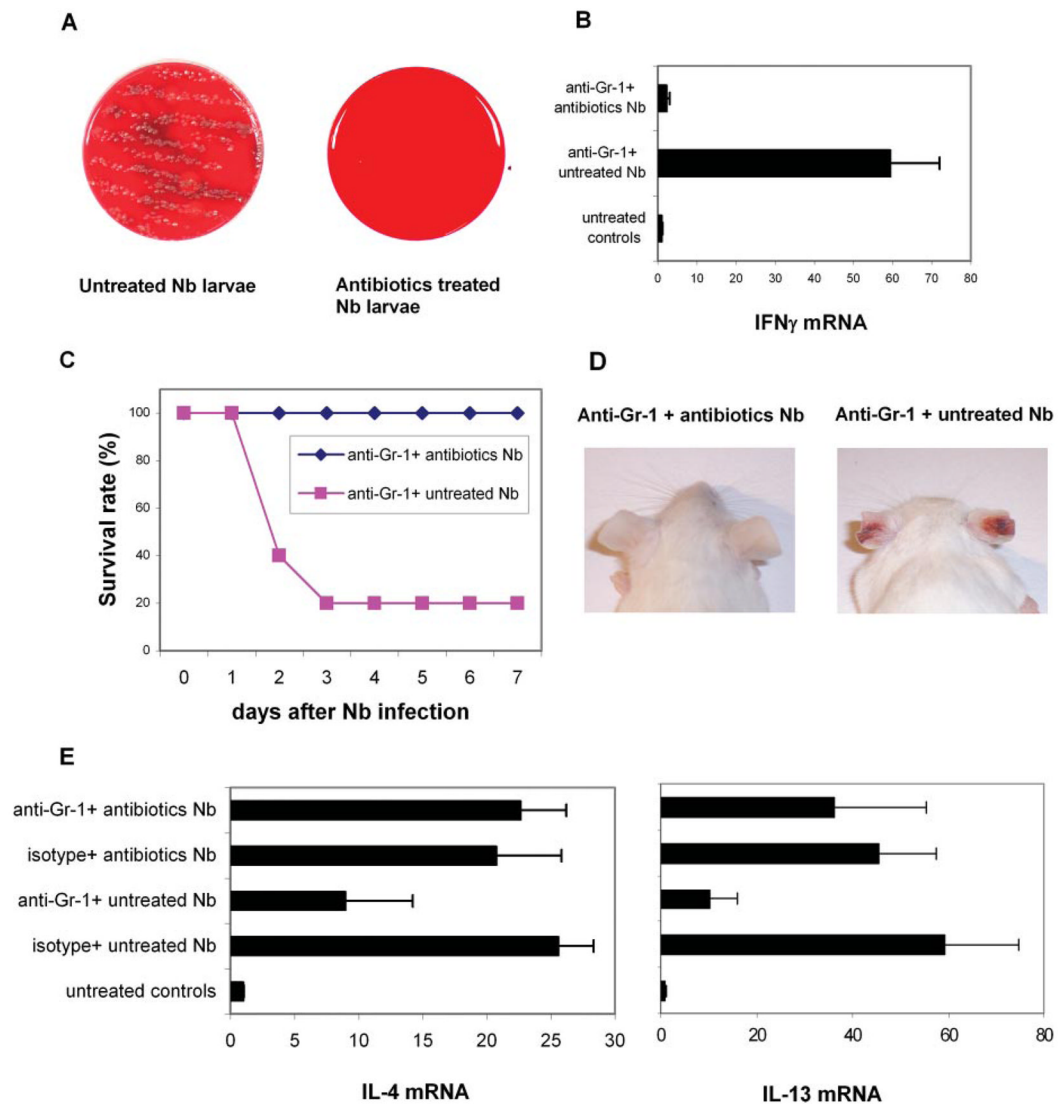 A
Untreated Nb larvae
Antibiotics treated
Nb larvae
B
anti-Gr-1+
antibiotics Nb
anti-Gr-1+
untreated Nb
untreated
controls
0 10 20 30 40 50 60 70 80
IFNγ mRNA
C
Survival rate (%)
100
80
60
40
20
0
anti-Gr-1+ antibiotics Nb
anti-Gr-1+ untreated Nb
0 1 2 3 4 5 6 7
days after Nb infection
D
Anti-Gr-1 + antibiotics Nb
Anti-Gr-1 + untreated Nb
E
anti-Gr-1+ antibiotics Nb
isotype+ antibiotics Nb
anti-Gr-1+ untreated Nb
isotype+ untreated Nb
untreated controls
0 5 10 15 20 25 30
IL-4 mRNA
0 20 40 60 80
IL-13 mRNA